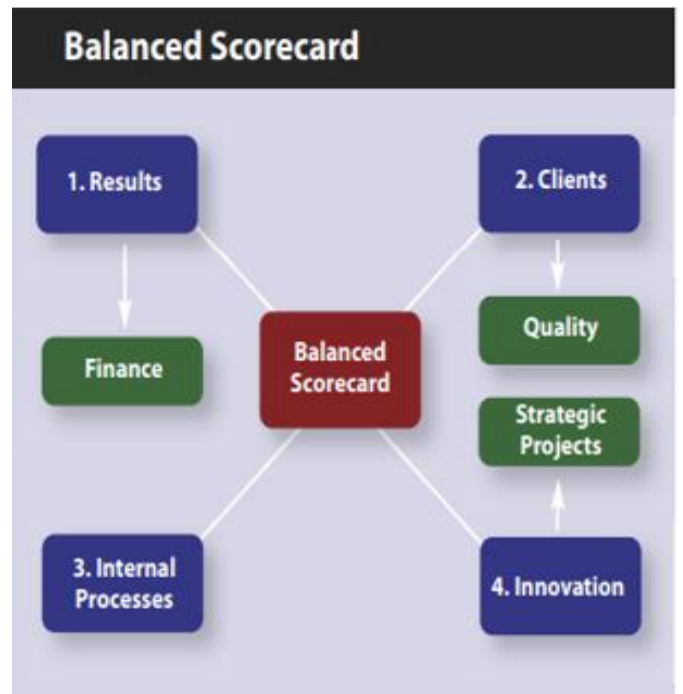 Balanced Scorecard
1. Results
2. Clients
Finance
Balanced
Scorecard
Quality
Strategic
Projects
3. Internal
Processes
4. Innovation